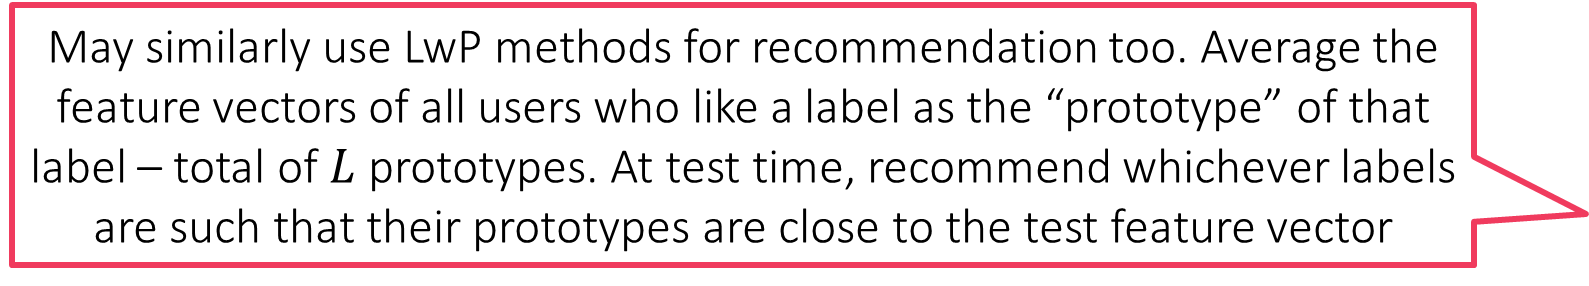 May similarly use LwP methods for recommendation too. Average the
feature vectors of all users who like a label as the “prototype” of that
label – total of L prototypes. At test time, recommend whichever labels
are such that their prototypes are close to the test feature vector